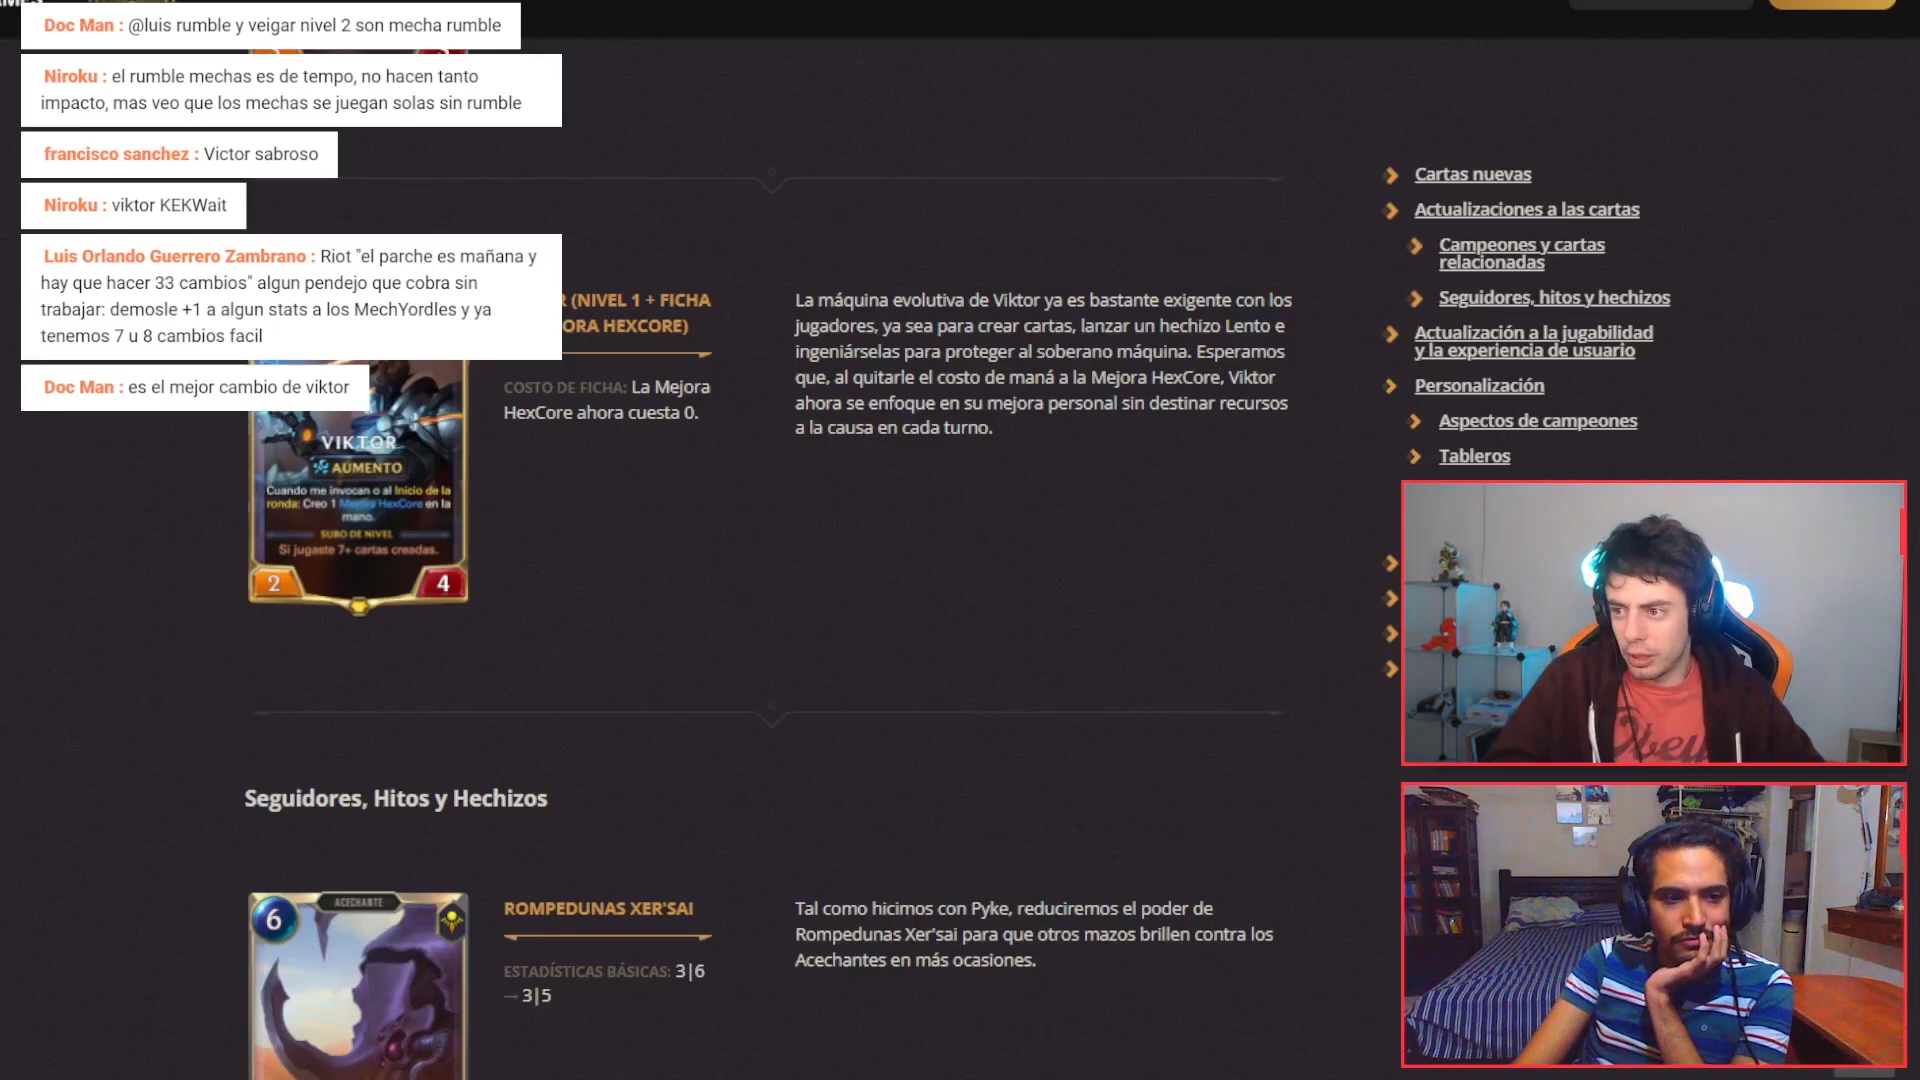 Doc Man : @luis rumble y veigar nivel 2 son mecha rumble
Niroku : el rumble mechas es de tempo, no hacen tanto
impacto, mas veo que los mechas se juegan solas sin rumble
francisco sanchez : Victor sabroso
Niroku : viktor KEKWait
Luis Orlando Guerrero Zambrano : Riot "el parche es mañana y
hay que hacer 33 cambios" algun pendejo que cobra sin
trabajar: demosle +1 a algun stats a los MechYordles y ya
tenemos 7 u 8 cambios facil
Doc Man : es el mejor cambio de viktor
R (NIVEL 1 + FICHA
ORA HEXCORE)
COSTO DE FICHA: La Mejora
HexCore ahora cuesta 0.
La máquina evolutiva de Viktor ya es bastante exigente con los
jugadores, ya sea para crear cartas, lanzar un hechizo Lento e
ingeniárselas para proteger al soberano máquina. Esperamos
que, al quitarle el costo de maná a la Mejora HexCore, Viktor
ahora se enfoque en su mejora personal sin destinar recursos
a la causa en cada turno.
VIKTOR
AUMENTO
Cuando me invocan o al Inicio de la
ronda: Creo 1 Mejora HexCore en la
mano.
SUBO DE NIVEL
Si jugaste 7+ cartas creadas.
2
4
Cartas nuevas
Actualizaciones a las cartas
Campeones y cartas
relacionadas
Seguidores, hitos y hechizos
Actualización a la jugabilidad
y la experiencia de usuario
Personalización
Aspectos de campeones
Tableros
Obey
Seguidores, Hitos y Hechizos
6
ACECHANTE
ROMPEDUNAS XER'SAI
ESTADÍSTICAS BÁSICAS: 3|6
→ 3|5
Tal como hicimos con Pyke, reduciremos el poder de
Rompedunas Xer'sai para que otros mazos brillen contra los
Acechantes en más ocasiones.